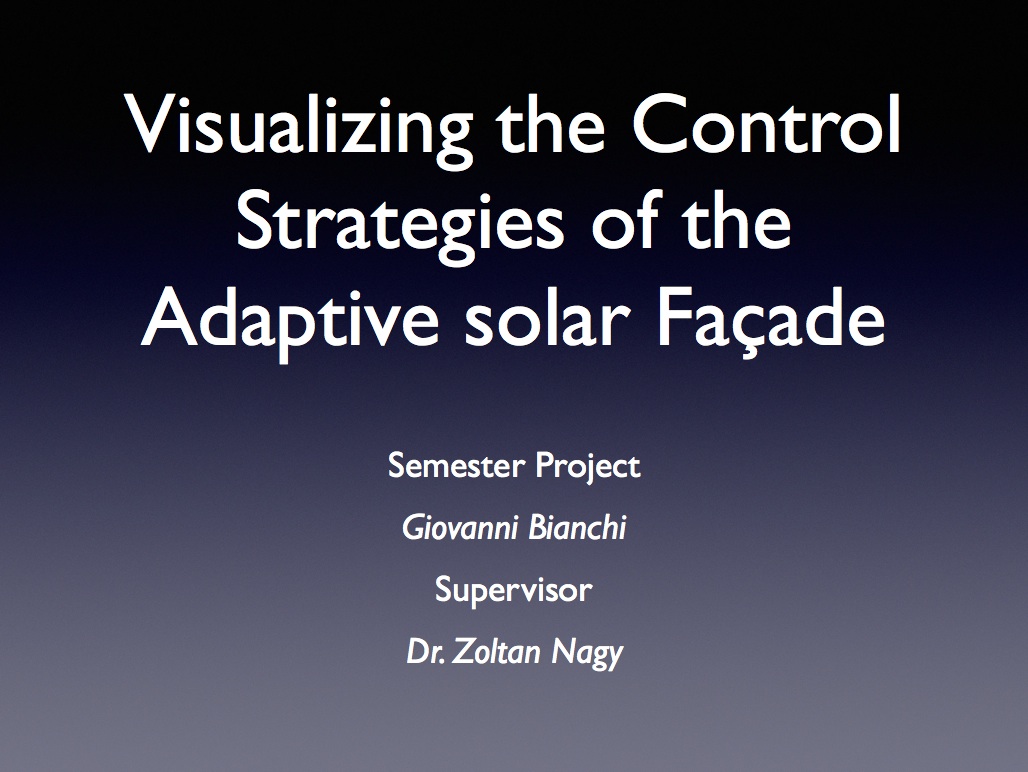 Visualizing the Control
Strategies of the
Adaptive solar Façade
Semester Project
Giovanni Bianchi
Supervisor
Dr. Zoltan Nagy